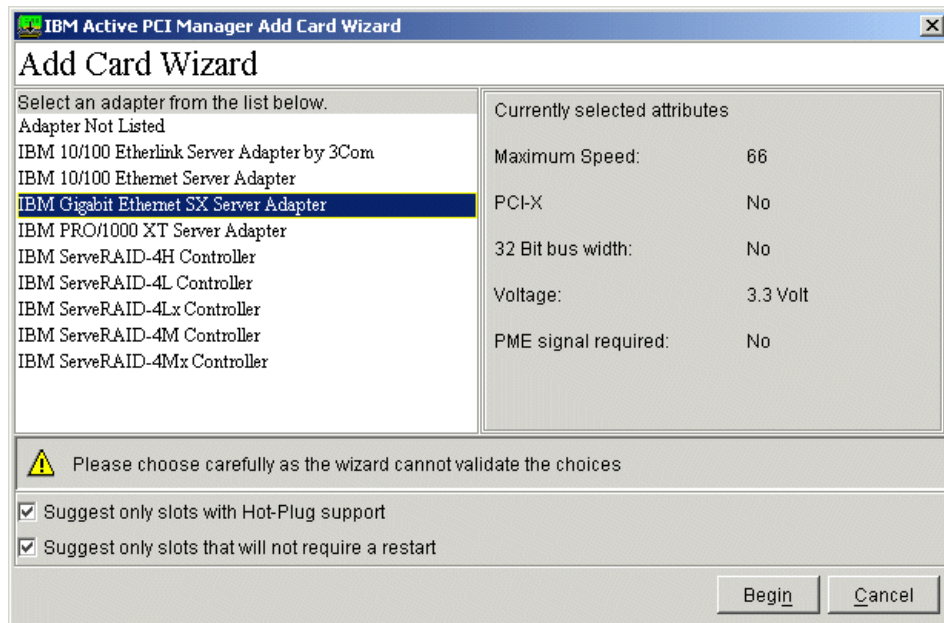 IBM Active PCI Manager Add Card Wizard
Add Card Wizard
Select an adapter from the list below.
Adapter Not Listed
IBM 10/100 Etherlink Server Adapter by 3Com
IBM 10/100 Ethernet Server Adapter
IBM Gigabit Ethernet SX Server Adapter
IBM PRO/1000 XT Server Adapter
IBM ServeRAID-4H Controller
IBM ServeRAID-4L Controller
IBM ServeRAID-4Lx Controller
IBM ServeRAID-4M Controller
IBM ServeRAID-4Mx Controller
Currently selected attributes
Maximum Speed: 66
PCI-X No
32 Bit bus width: No
Voltage: 3.3 Volt
PME signal required: No
Please choose carefully as the wizard cannot validate the choices
Suggest only slots with Hot-Plug support
Suggest only slots that will not require a restart
Begin Cancel